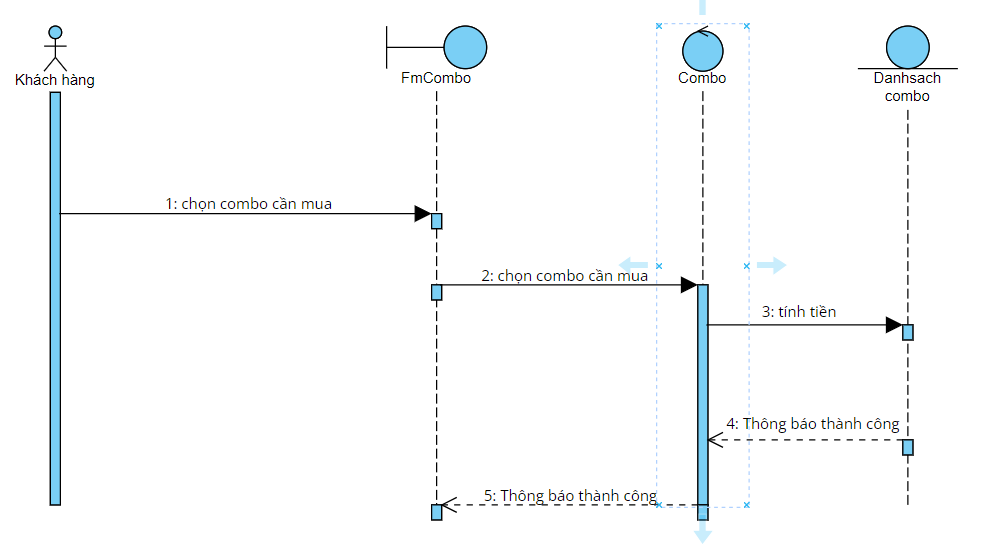 Khách hàng
FmCombo
Combo
Danhsach
combo
1: chọn combo cần mua
2: chọn combo cần mua
3: tính tiền
4: Thông báo thành công
5: Thông báo thành công